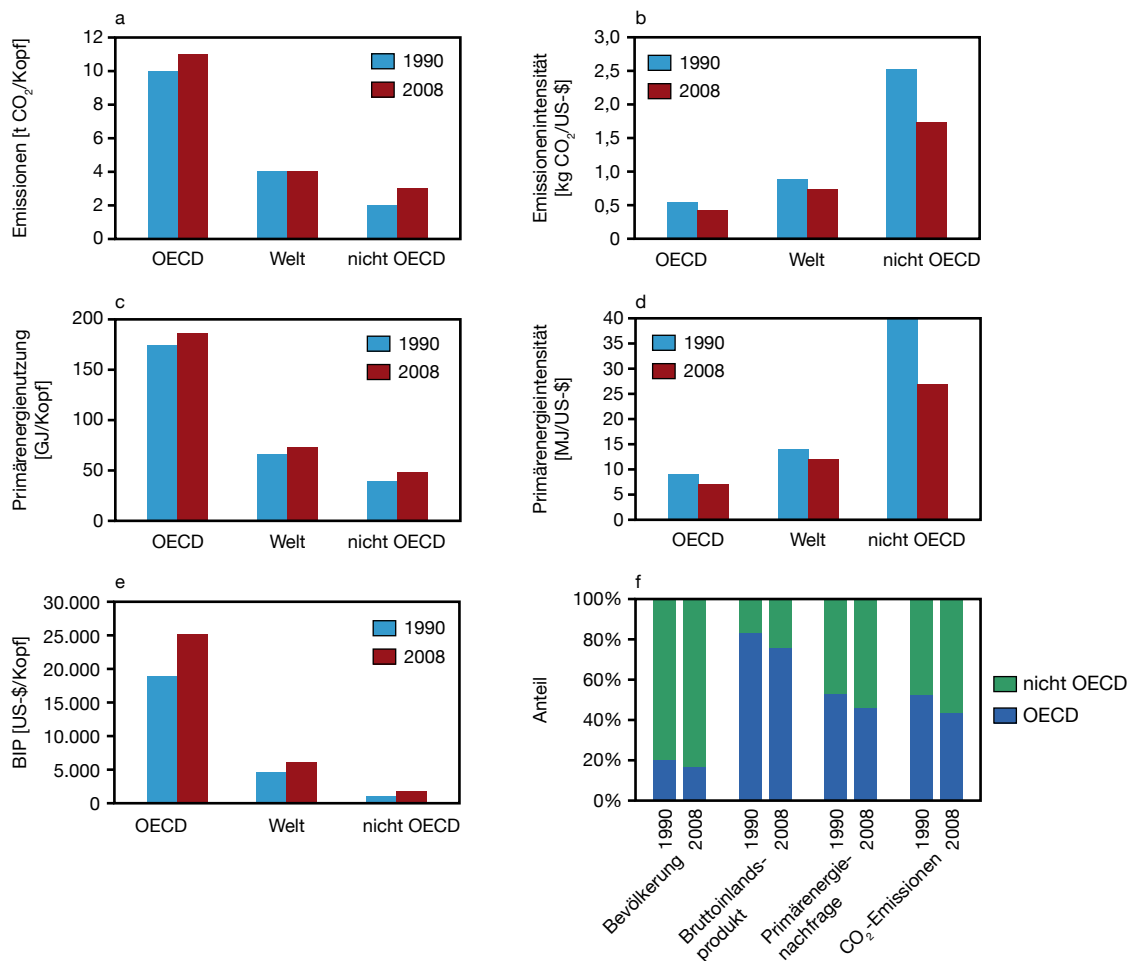 a
Emissionen [t CO₂/Kopf]
12
10
8
6
4
2
0
1990
2008
OECD
Welt
nicht OECD
b
Emissionenintensität
[kg CO₂/US-$]
3,0
2,5
2,0
1,5
1,0
0,5
0
1990
2008
OECD
Welt
nicht OECD
c
Primärenergienutzung
[GJ/Kopf]
200
150
100
50
0
1990
2008
OECD
Welt
nicht OECD
d
Primärenergieintensität
[MJ/US-$]
40
35
30
25
20
15
10
5
0
1990
2008
OECD
Welt
nicht OECD
e
BIP [US-$/Kopf]
30.000
25.000
20.000
15.000
10.000
5.000
0
1990
2008
OECD
Welt
nicht OECD
f
Anteil
100%
80%
60%
40%
20%
0%
nicht OECD
OECD
1990
2008
1990
2008
1990
2008
1990
2008
Bevölkerung
Bruttoinlands-
produkt
Primärenergie-
nachfrage
CO₂-Emissionen